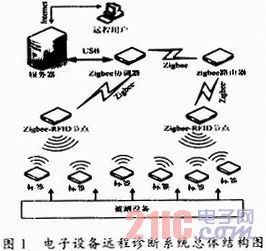 Internet
远程用户
USB
Zigbee
服务器
Zigbee协调器
zigbee路由器
Zigbee
Zigbee
Zigbee-RFID节点
Zigbee-RFID节点
标签
标签
标签
标签
标签
标签
被测设备
21IC电子网
图 1 电子设备远程诊断系统总体结构图